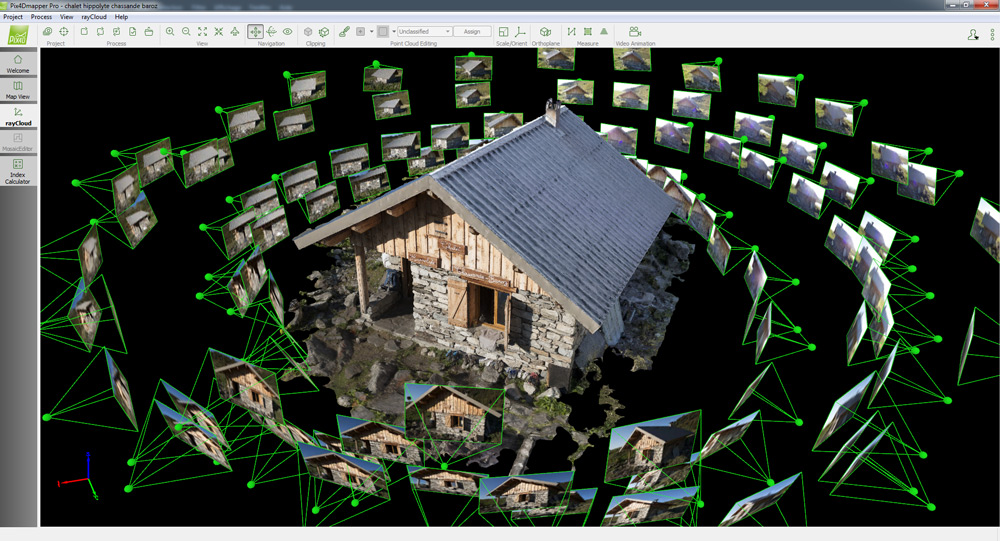 Pix4Dmapper Pro - chalet hippolyte chassande baroz
Project Process View rayCloud Help
Pix4D
Unclassified Assign
Project Process View Navigation Clipping Point Cloud Editing Scale/Orient Orthoplane Measure Video Animation
Welcome
Map View
rayCloud
MosaicEditor
Index
Calculator